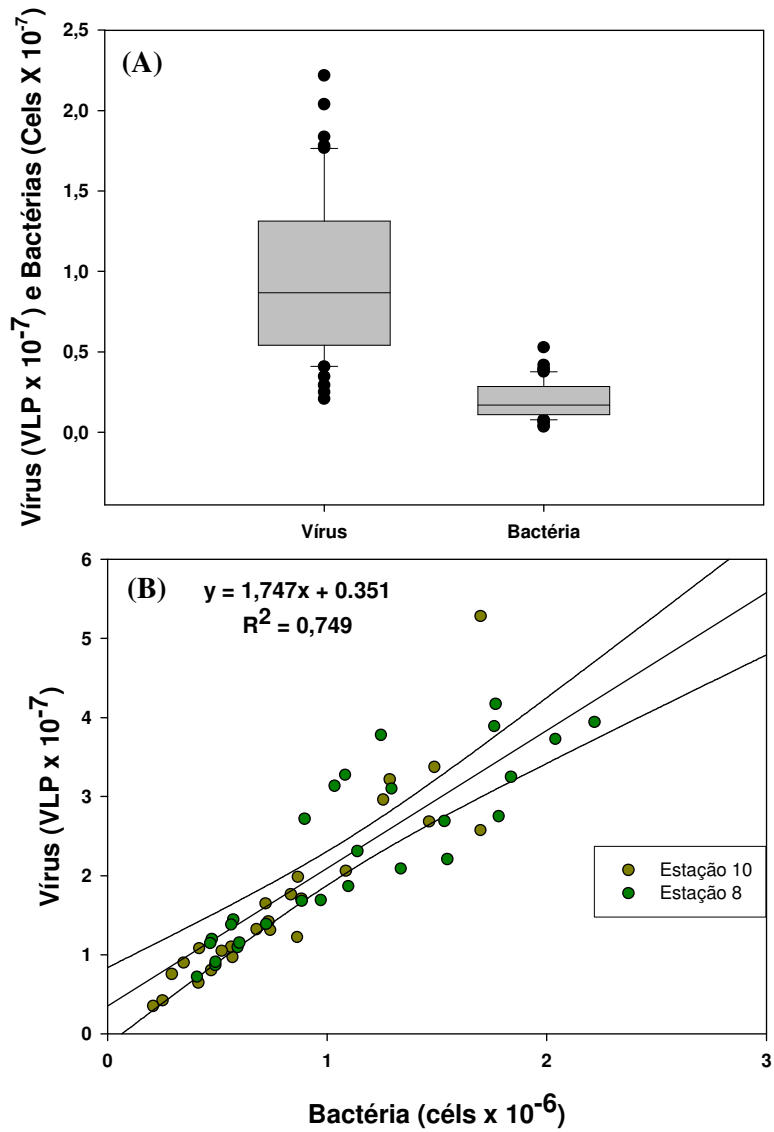 (A)
Vírus (VLP x 10-7) e Bactérias (Cels X 10-7)
2,5
2,0
1,5
1,0
0,5
0,0
Vírus
Bactéria
(B)
y = 1,747x + 0.351
R2 = 0,749
Vírus (VLP x 10-7)
6
5
4
3
2
1
0
Estação 10
Estação 8
0
1
2
3
Bactéria (céls x 10-6)